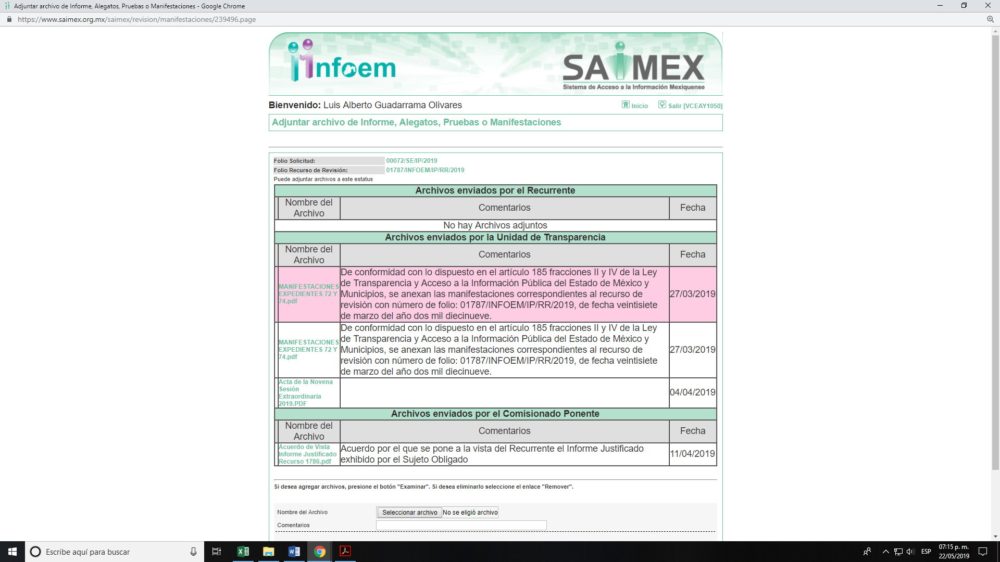 Adjuntar archivo de Informe, Alegatos, Pruebas o Manifestaciones - Google Chrome
https://www.saimex.org.mx/saimex/revision/manifestaciones/239496.page
infoem
SAIMEX
Sistema de Acceso a la Información Mexiquense
Bienvenido: Luis Alberto Guadarrama Olivares
Inicio
Salir [VCEAY1050]
Adjuntar archivo de Informe, Alegatos, Pruebas o Manifestaciones
Folio Solicitud: 00072/SE/IP/2019
Folio Recurso de Revisión: 01787/INFOEM/IP/RR/2019
Puede adjuntar archivos a este estatus
Archivos enviados por el Recurrente
Nombre del
Archivo
Comentarios
Fecha
No hay Archivos adjuntos
Archivos enviados por la Unidad de Transparencia
Nombre del
Archivo
Comentarios
Fecha
MANIFESTACIONES
EXPEDIENTES 72 Y
74.pdf
De conformidad con lo dispuesto en el artículo 185 fracciones II y IV de la Ley
de Transparencia y Acceso a la Información Pública del Estado de México y
Municipios, se anexan las manifestaciones correspondientes al recurso de
revisión con número de folio: 01787/INFOEM/IP/RR/2019, de fecha veintisiete
de marzo del año dos mil diecinueve.
27/03/2019
MANIFESTACIONES
EXPEDIENTES 72 Y
74.pdf
De conformidad con lo dispuesto en el artículo 185 fracciones II y IV de la Ley
de Transparencia y Acceso a la Información Pública del Estado de México y
Municipios, se anexan las manifestaciones correspondientes al recurso de
revisión con número de folio: 01787/INFOEM/IP/RR/2019, de fecha veintisiete
de marzo del año dos mil diecinueve.
27/03/2019
Acta de la Novena
Sesión
Extraordinaria
2019.PDF
04/04/2019
Archivos enviados por el Comisionado Ponente
Nombre del
Archivo
Comentarios
Fecha
Acuerdo de Vista
Informe Justificado
Recurso 1786.pdf
Acuerdo por el que se pone a la vista del Recurrente el Informe Justificado
exhibido por el Sujeto Obligado
11/04/2019
Si desea agregar archivos, presione el botón "Examinar". Si desea eliminarlo seleccione el enlace "Remover".
Nombre del Archivo
Seleccionar archivo No se eligió archivo
Comentarios
Escribe aquí para buscar
ESP
07:15 p. m.
22/05/2019